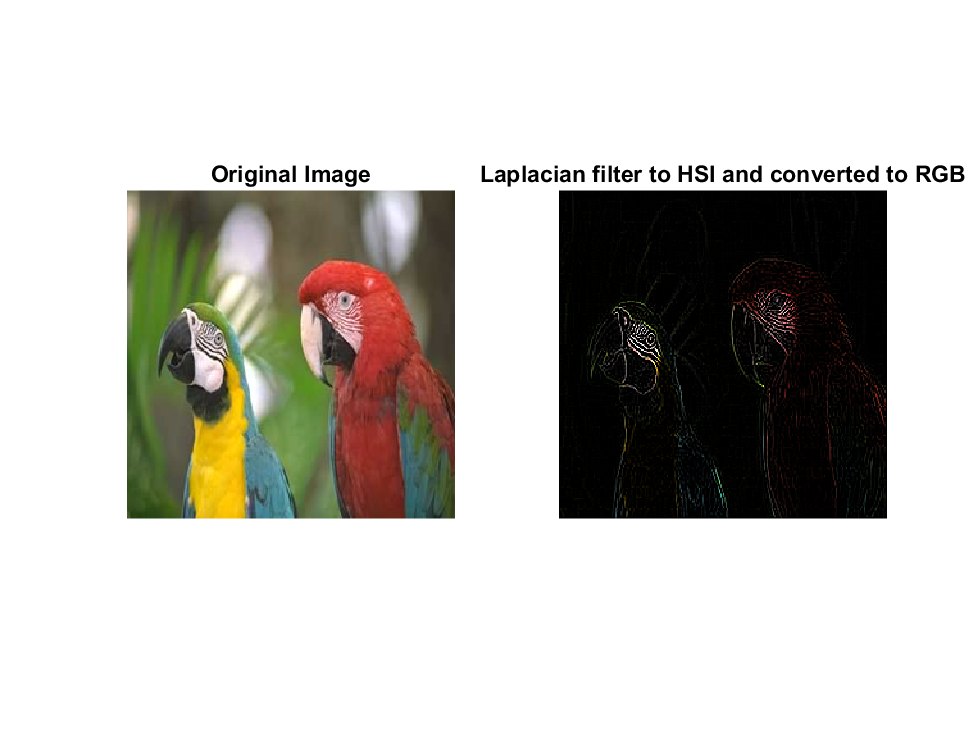 Original Image
Laplacian filter to HSI and converted to RGB